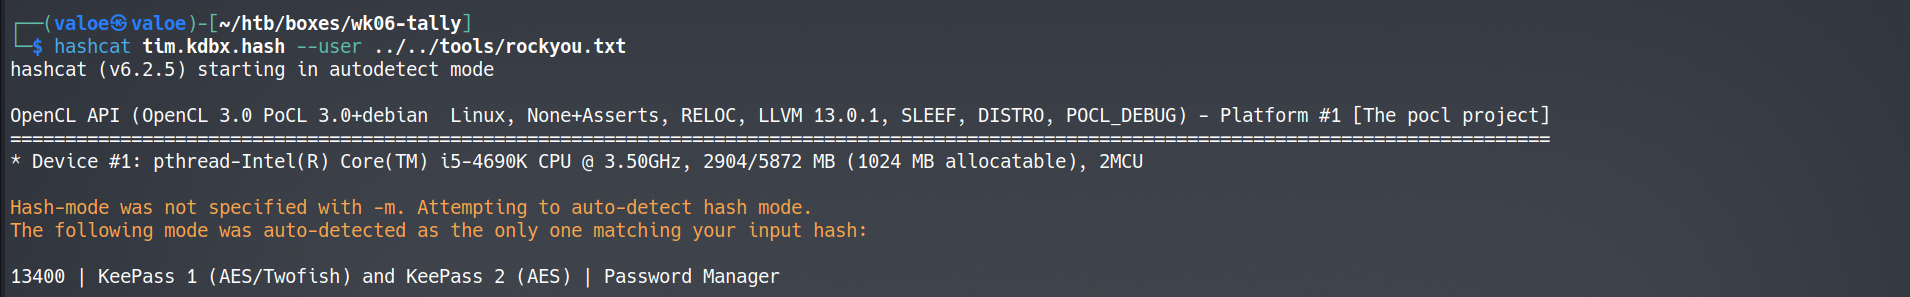 ┌──(valoe㉿valoe)-[~/htb/boxes/wk06-tally]
└─$ hashcat tim.kdbx.hash --user ../../tools/rockyou.txt
hashcat (v6.2.5) starting in autodetect mode
OpenCL API (OpenCL 3.0 PoCL 3.0+debian  Linux, None+Asserts, RELOC, LLVM 13.0.1, SLEEF, DISTRO, POCL_DEBUG) - Platform #1 [The pocl project]
============================================================================================================================================
* Device #1: pthread-Intel(R) Core(TM) i5-4690K CPU @ 3.50GHz, 2904/5872 MB (1024 MB allocatable), 2MCU
Hash-mode was not specified with -m. Attempting to auto-detect hash mode.
The following mode was auto-detected as the only one matching your input hash:
13400 | KeePass 1 (AES/Twofish) and KeePass 2 (AES) | Password Manager